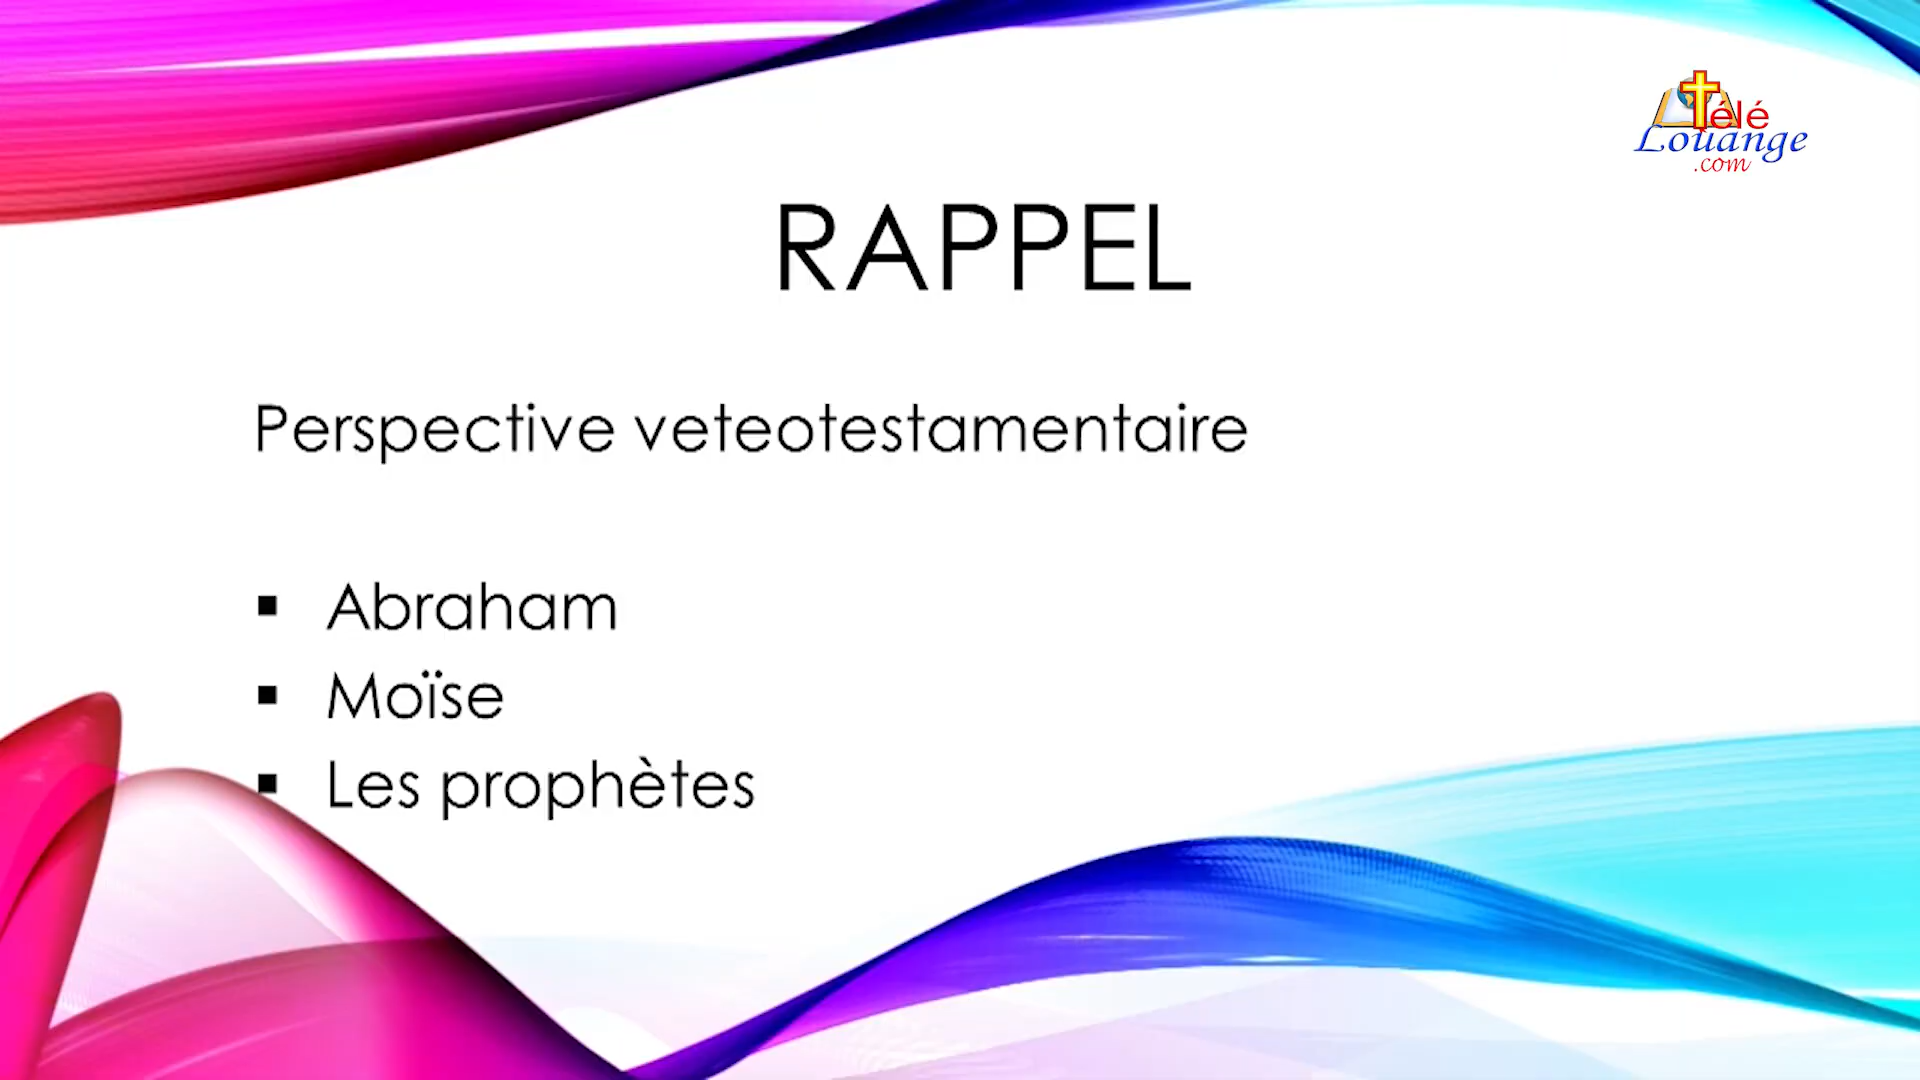 Télé
Louange
.com
RAPPEL
Perspective veteotestamentaire
▪ Abraham
▪ Moïse
▪ Les prophètes